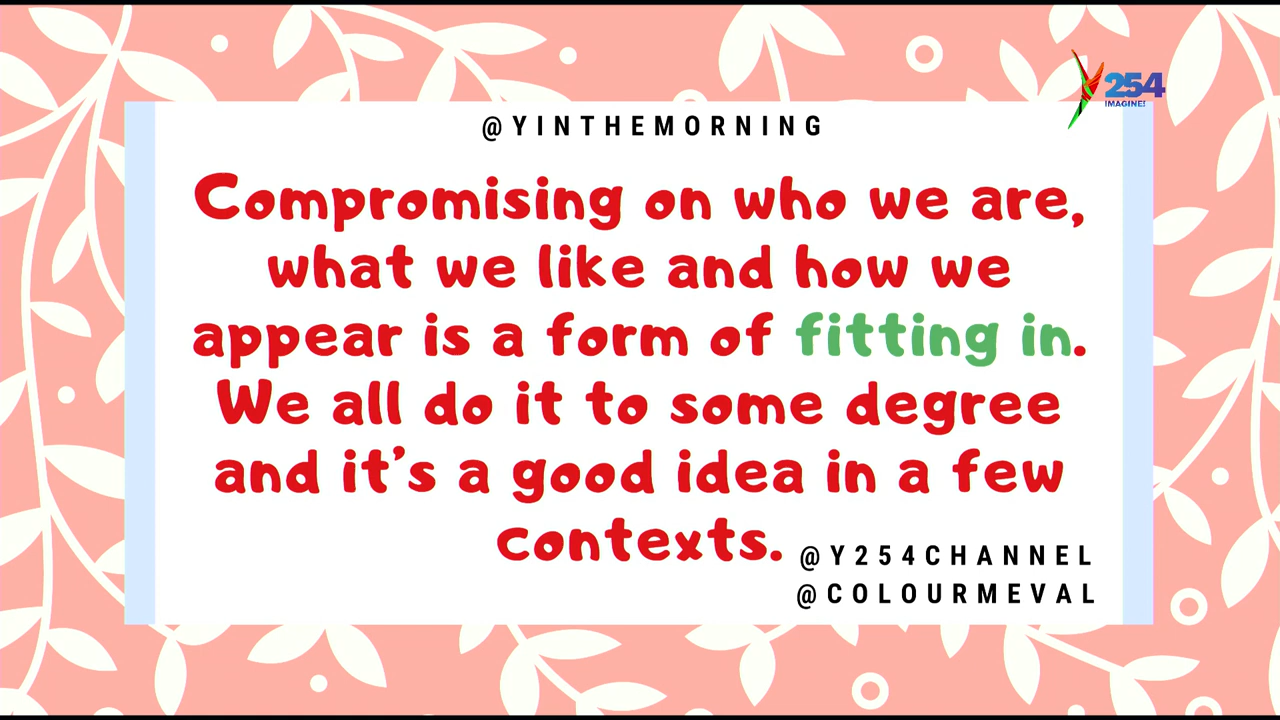 254
IMAGINE!
@YINTHEMORNING
Compromising on who we are,
what we like and how we
appear is a form of fitting in.
We all do it to some degree
and it's a good idea in a few
contexts.
@Y254CHANNEL
@COLOURMEVAL